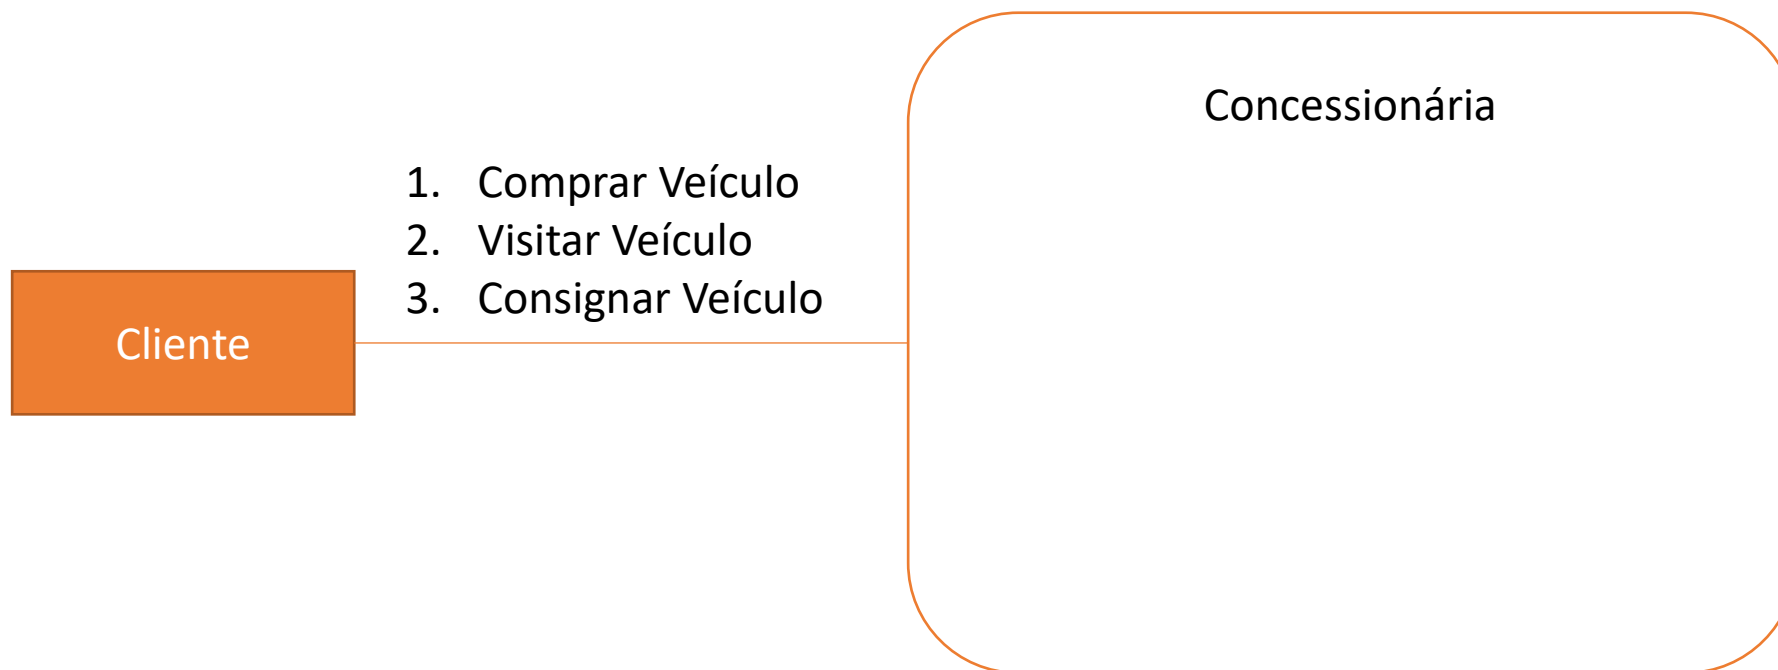 Concessionária
1. Comprar Veículo
2. Visitar Veículo
3. Consignar Veículo
Cliente